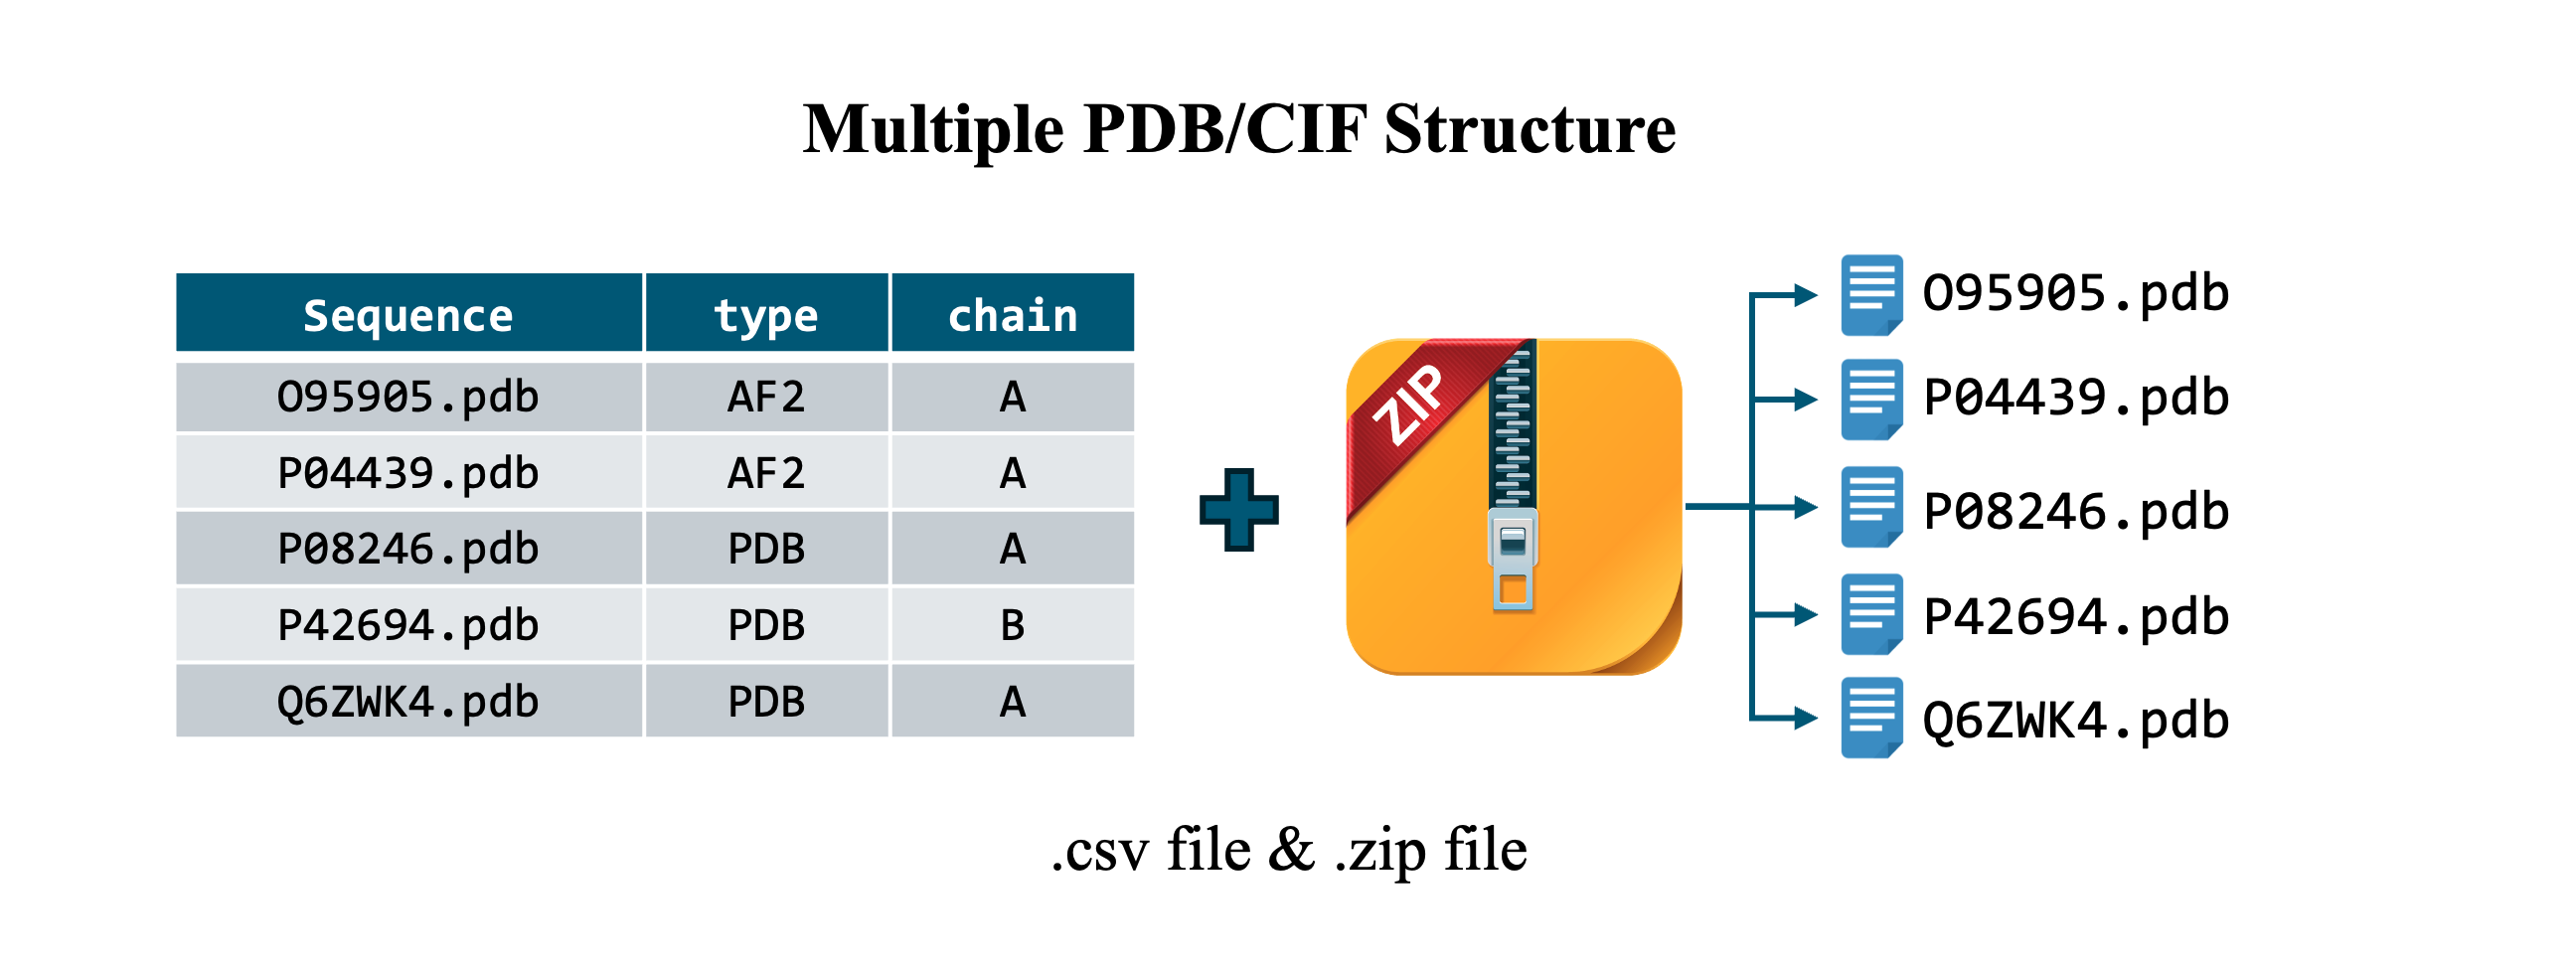 Multiple PDB/CIF Structure
Sequence type chain
O95905.pdb AF2 A
P04439.pdb AF2 A
P08246.pdb PDB A
P42694.pdb PDB B
Q6ZWK4.pdb PDB A
ZIP
O95905.pdb
P04439.pdb
P08246.pdb
P42694.pdb
Q6ZWK4.pdb
.csv file & .zip file